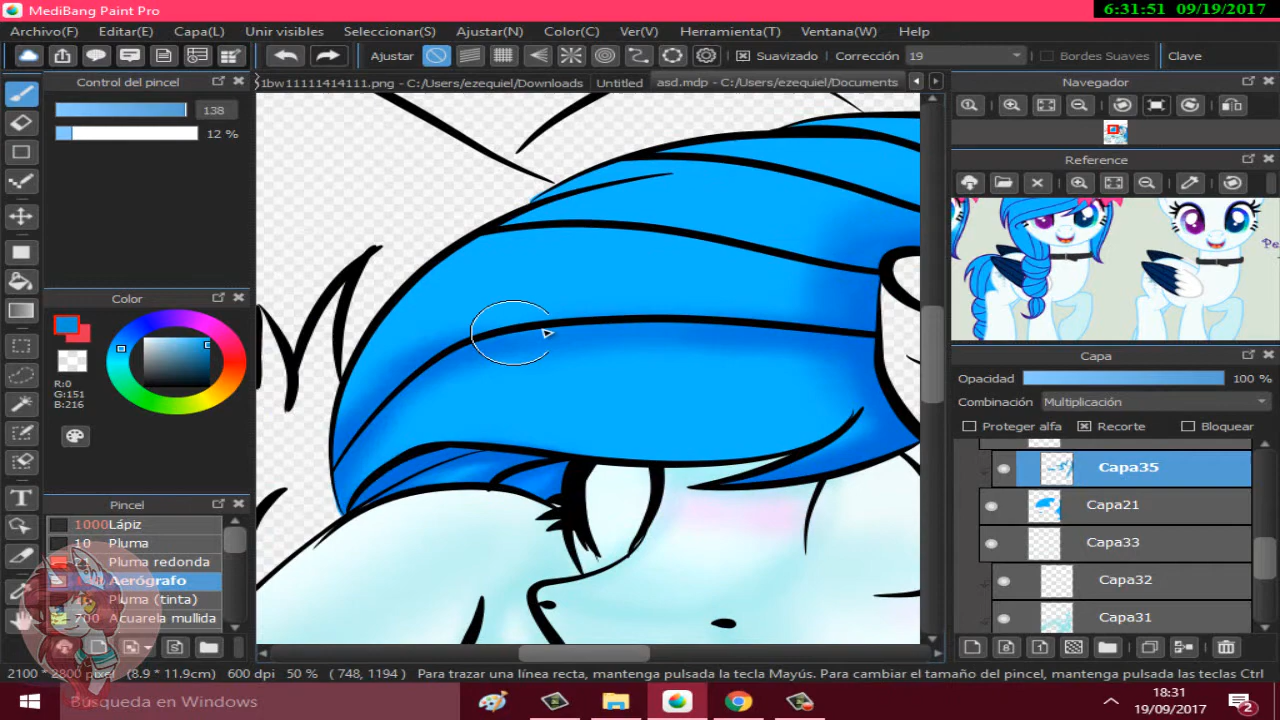 MediBang Paint Pro
6:31:51 09/19/2017
Archivo(F) Editar(E) Capa(L) Unir visibles Seleccionar(S) Ajustar(N) Color(C) Ver(V) Herramienta(T) Ventana(W) Help
Ajustar Suavizado Corrección 19 Bordes Suaves Clave
Control del pincel
1bw11111414111.png - C:/Users/ezequiel/Downloads Untitled asd.mdp - C:/Users/ezequiel/Documents
Navegador
138
12 %
Reference
Color
R:0
G:151
B:216
Capa
Opacidad 100 %
Combinación Multiplicación
Proteger alfa Recorte Bloquear
Capa35
Capa21
Capa33
Capa32
Capa31
Pincel
1000 Lápiz
10 Pluma
Pluma redonda
Aerógrafo
Pluma (tinta)
700 Acuarela mullida
2100 * 2800 pixel (8.9 * 11.9cm) 600 dpi 50 % ( 748, 1194 ) Para trazar una línea recta, mantenga pulsada la tecla Mayús. Para cambiar el tamaño del pincel, mantenga pulsada las teclas Ctrl
Búsqueda en Windows
18:31
19/09/2017
2